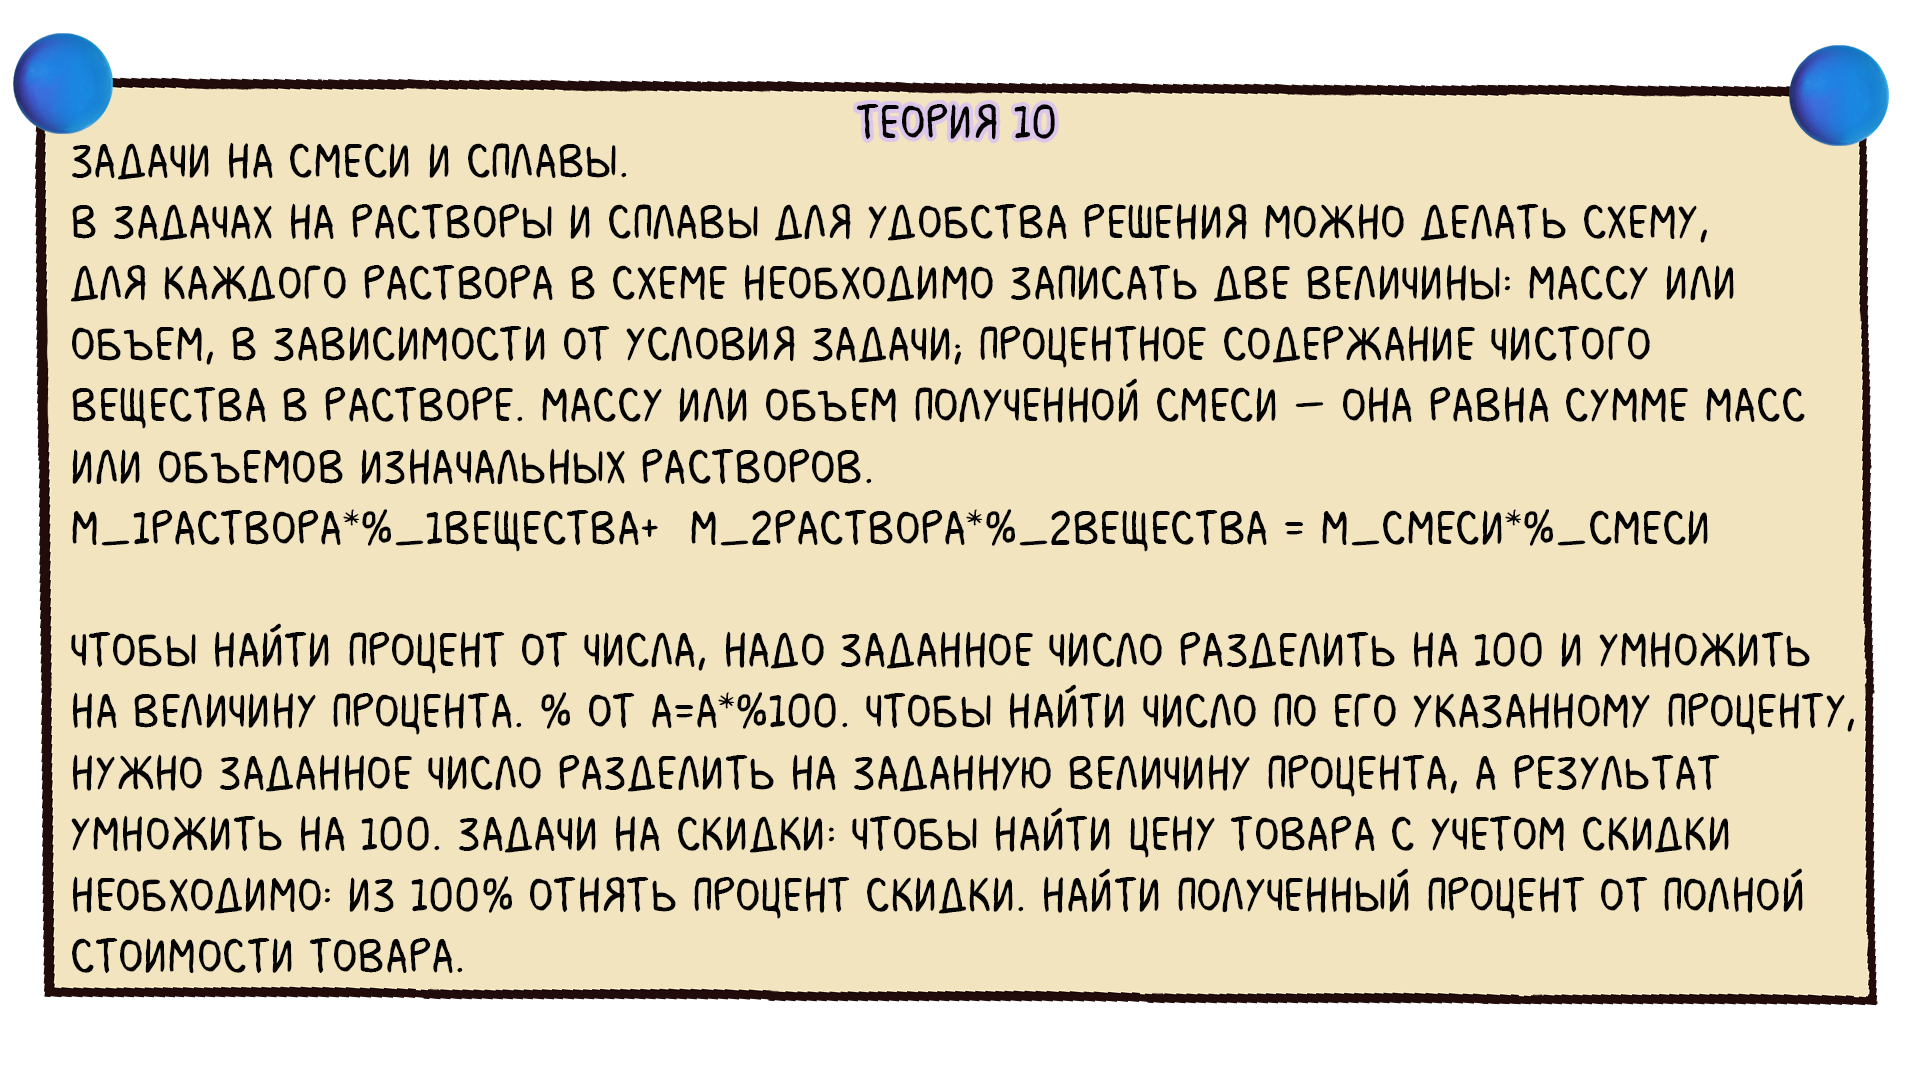 ТЕОРИЯ 10
ЗАДАЧИ НА СМЕСИ И СПЛАВЫ.
В ЗАДАЧАХ НА РАСТВОРЫ И СПЛАВЫ ДЛЯ УДОБСТВА РЕШЕНИЯ МОЖНО ДЕЛАТЬ СХЕМУ,
ДЛЯ КАЖДОГО РАСТВОРА В СХЕМЕ НЕОБХОДИМО ЗАПИСАТЬ ДВЕ ВЕЛИЧИНЫ: МАССУ ИЛИ
ОБЪЕМ, В ЗАВИСИМОСТИ ОТ УСЛОВИЯ ЗАДАЧИ; ПРОЦЕНТНОЕ СОДЕРЖАНИЕ ЧИСТОГО
ВЕЩЕСТВА В РАСТВОРЕ. МАССУ ИЛИ ОБЪЕМ ПОЛУЧЕННОЙ СМЕСИ — ОНА РАВНА СУММЕ МАСС
ИЛИ ОБЪЕМОВ ИЗНАЧАЛЬНЫХ РАСТВОРОВ.
М_1РАСТВОРА*%_1ВЕЩЕСТВА+ М_2РАСТВОРА*%_2ВЕЩЕСТВА = М_СМЕСИ*%_СМЕСИ
ЧТОБЫ НАЙТИ ПРОЦЕНТ ОТ ЧИСЛА, НАДО ЗАДАННОЕ ЧИСЛО РАЗДЕЛИТЬ НА 100 И УМНОЖИТЬ
НА ВЕЛИЧИНУ ПРОЦЕНТА. % ОТ А=А*%100. ЧТОБЫ НАЙТИ ЧИСЛО ПО ЕГО УКАЗАННОМУ ПРОЦЕНТУ,
НУЖНО ЗАДАННОЕ ЧИСЛО РАЗДЕЛИТЬ НА ЗАДАННУЮ ВЕЛИЧИНУ ПРОЦЕНТА, А РЕЗУЛЬТАТ
УМНОЖИТЬ НА 100. ЗАДАЧИ НА СКИДКИ: ЧТОБЫ НАЙТИ ЦЕНУ ТОВАРА С УЧЕТОМ СКИДКИ
НЕОБХОДИМО: ИЗ 100% ОТНЯТЬ ПРОЦЕНТ СКИДКИ. НАЙТИ ПОЛУЧЕННЫЙ ПРОЦЕНТ ОТ ПОЛНОЙ
СТОИМОСТИ ТОВАРА.